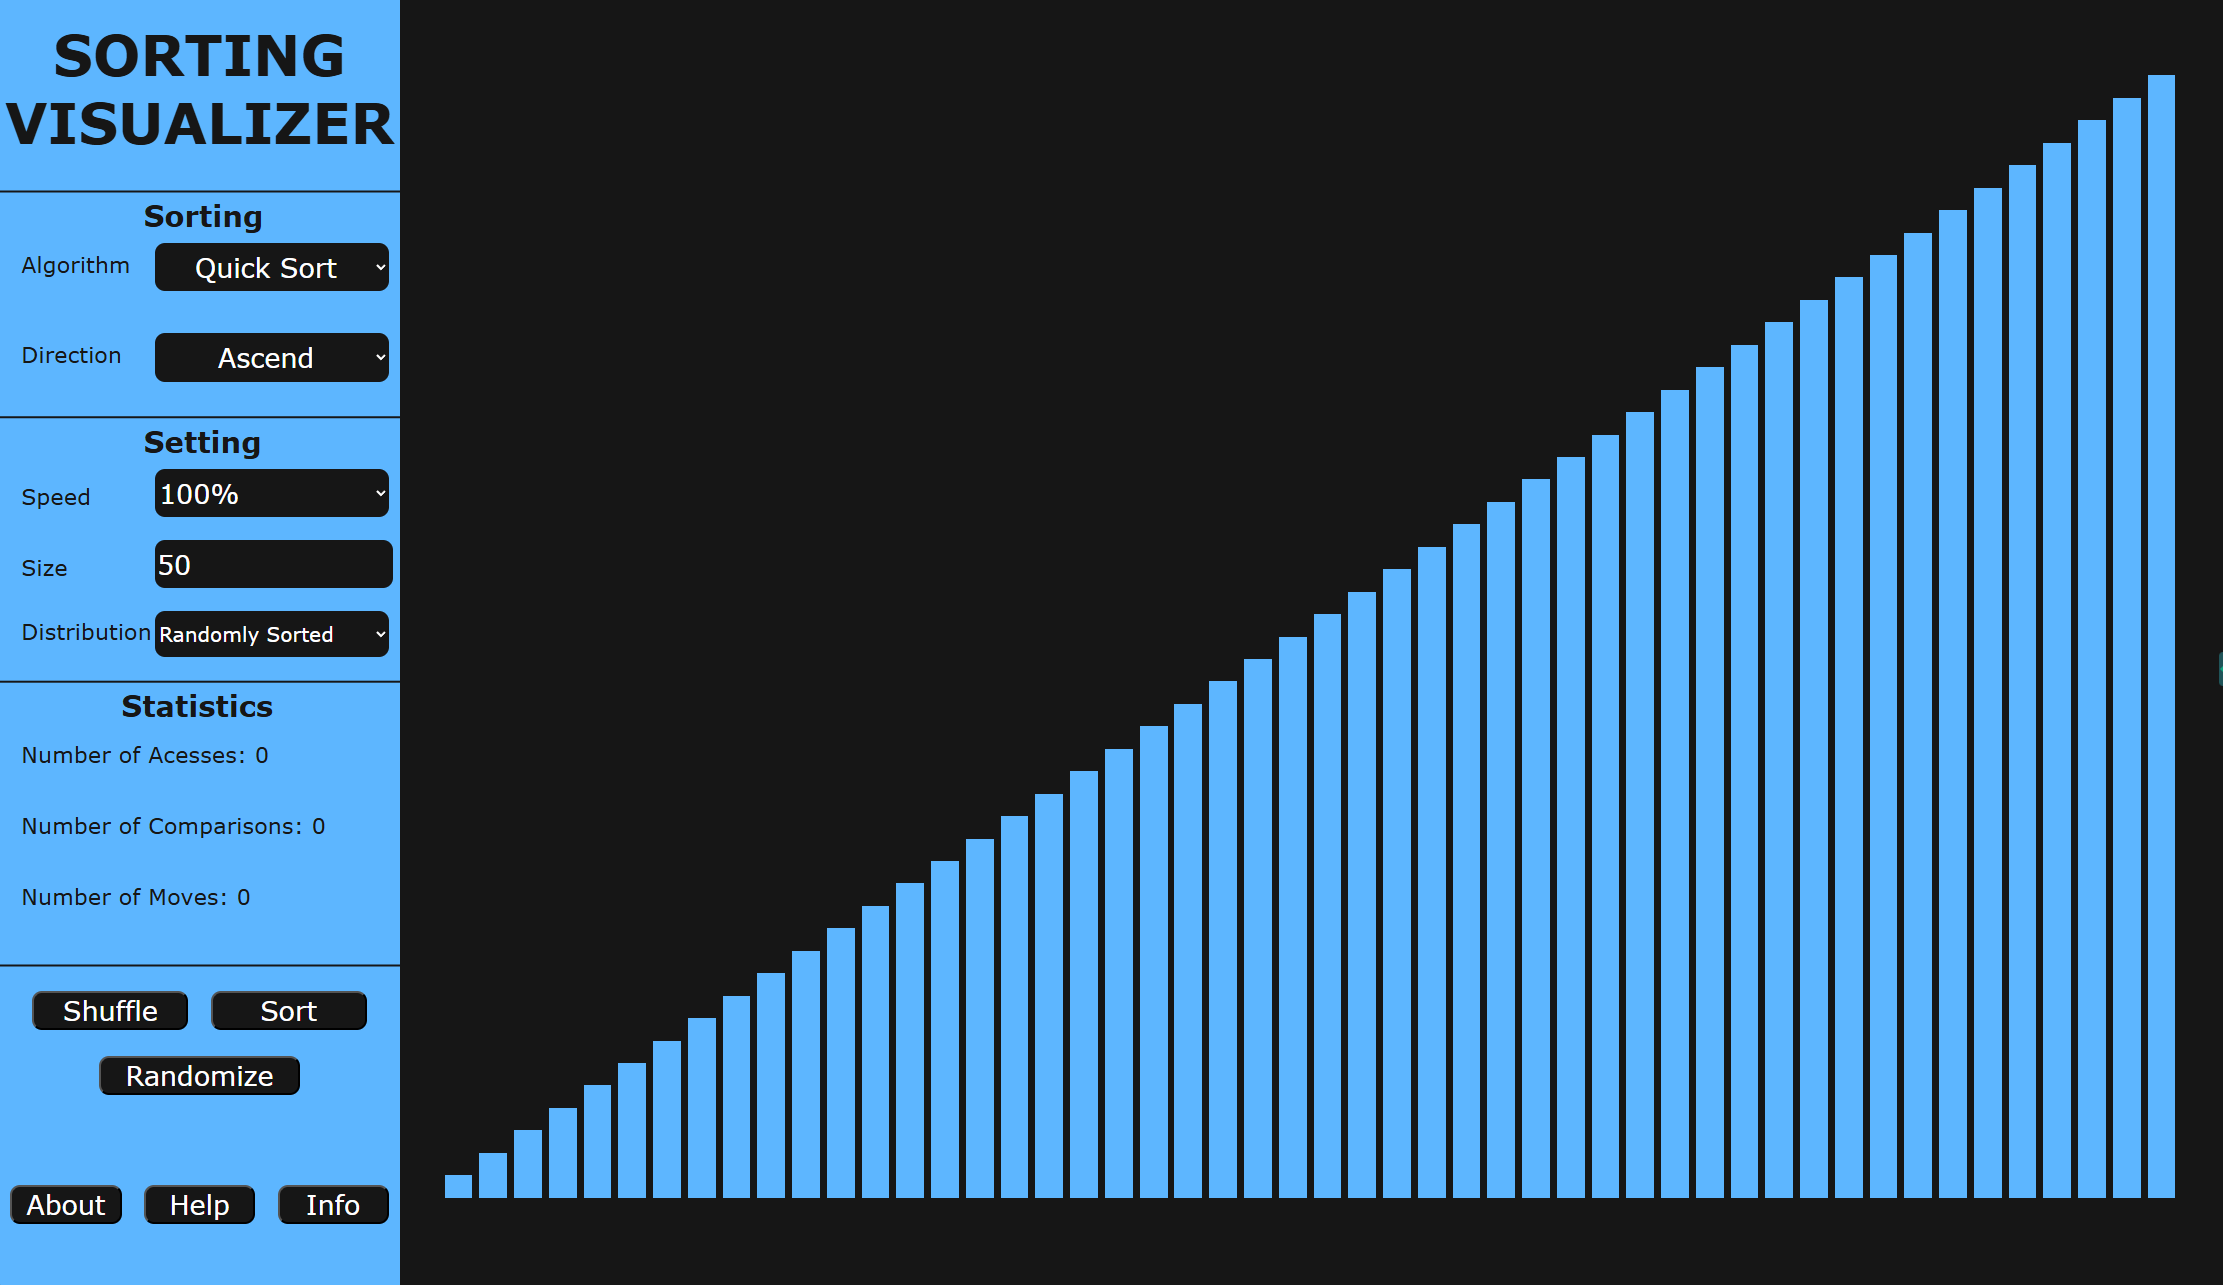 SORTING
VISUALIZER
Sorting
Algorithm Quick Sort
Direction Ascend
Setting
Speed 100%
Size 50
Distribution Randomly Sorted
Statistics
Number of Acesses: 0
Number of Comparisons: 0
Number of Moves: 0
Shuffle Sort
Randomize
About Help Info